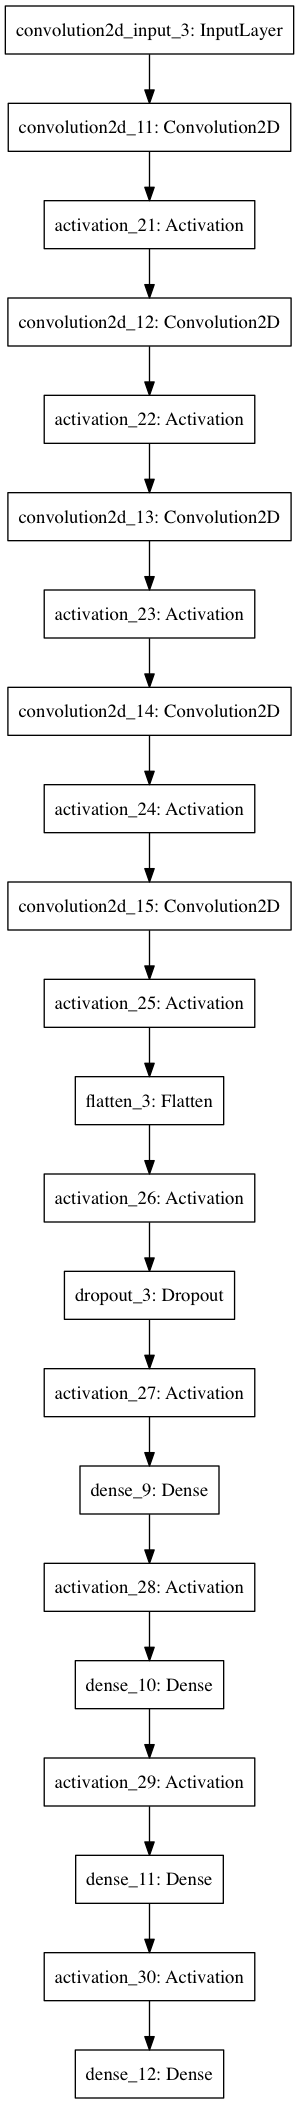 convolution2d_input_3: InputLayer
convolution2d_11: Convolution2D
activation_21: Activation
convolution2d_12: Convolution2D
activation_22: Activation
convolution2d_13: Convolution2D
activation_23: Activation
convolution2d_14: Convolution2D
activation_24: Activation
convolution2d_15: Convolution2D
activation_25: Activation
flatten_3: Flatten
activation_26: Activation
dropout_3: Dropout
activation_27: Activation
dense_9: Dense
activation_28: Activation
dense_10: Dense
activation_29: Activation
dense_11: Dense
activation_30: Activation
dense_12: Dense